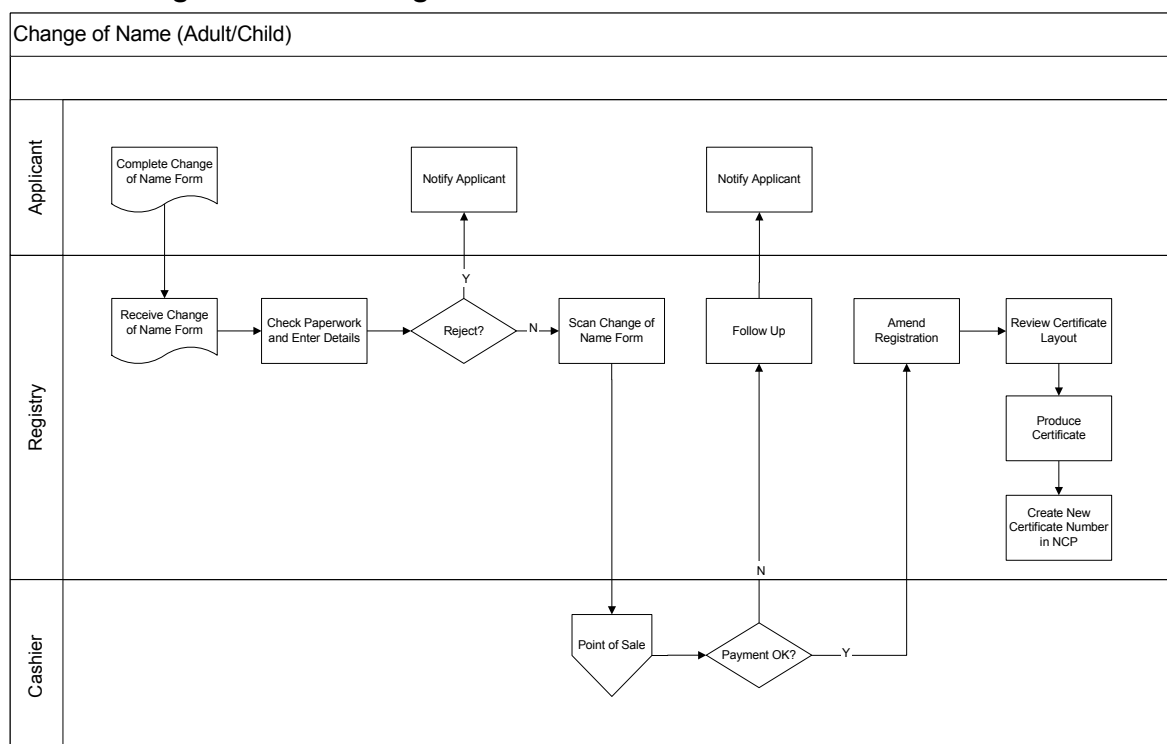 Change of Name (Adult/Child)
Applicant
Complete Change
of Name Form
Notify Applicant
Notify Applicant
Registry
Y
Receive Change
of Name Form
Check Paperwork
and Enter Details
Reject?
N
Scan Change of
Name Form
Follow Up
Amend
Registration
Review Certificate
Layout
Produce
Certificate
Create New
Certificate Number
in NCP
N
Cashier
Point of Sale
Payment OK?
Y